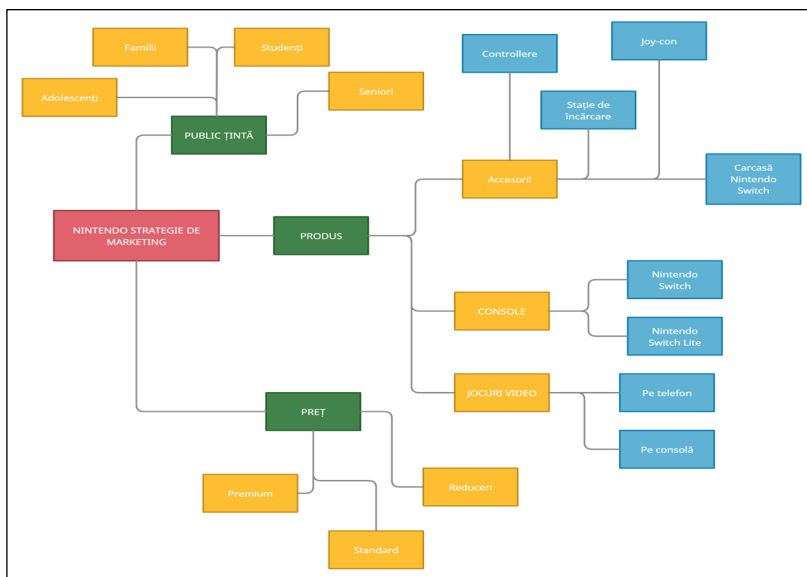 Familii
Studenți
Adolescenți
Seniori
PUBLIC ȚINTĂ
NINTENDO STRATEGIE DE
MARKETING
PRODUS
Controllere
Joy-con
Stație de
încărcare
Accesorii
Carcasă
Nintendo
Switch
CONSOLE
Nintendo
Switch
Nintendo
Switch Lite
JOCURI VIDEO
Pe telefon
Pe consolă
PREȚ
Premium
Reduceri
Standard